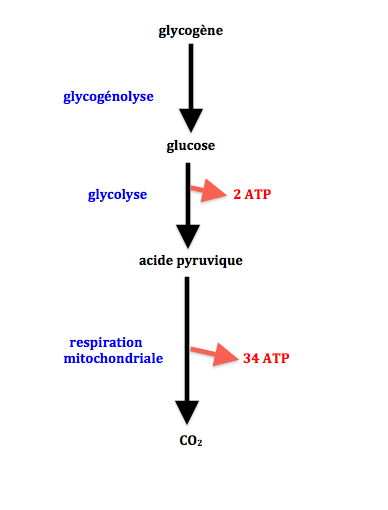 glycogène
glycogénolyse
glucose
glycolyse
2 ATP
acide pyruvique
respiration
mitochondriale
34 ATP
CO₂